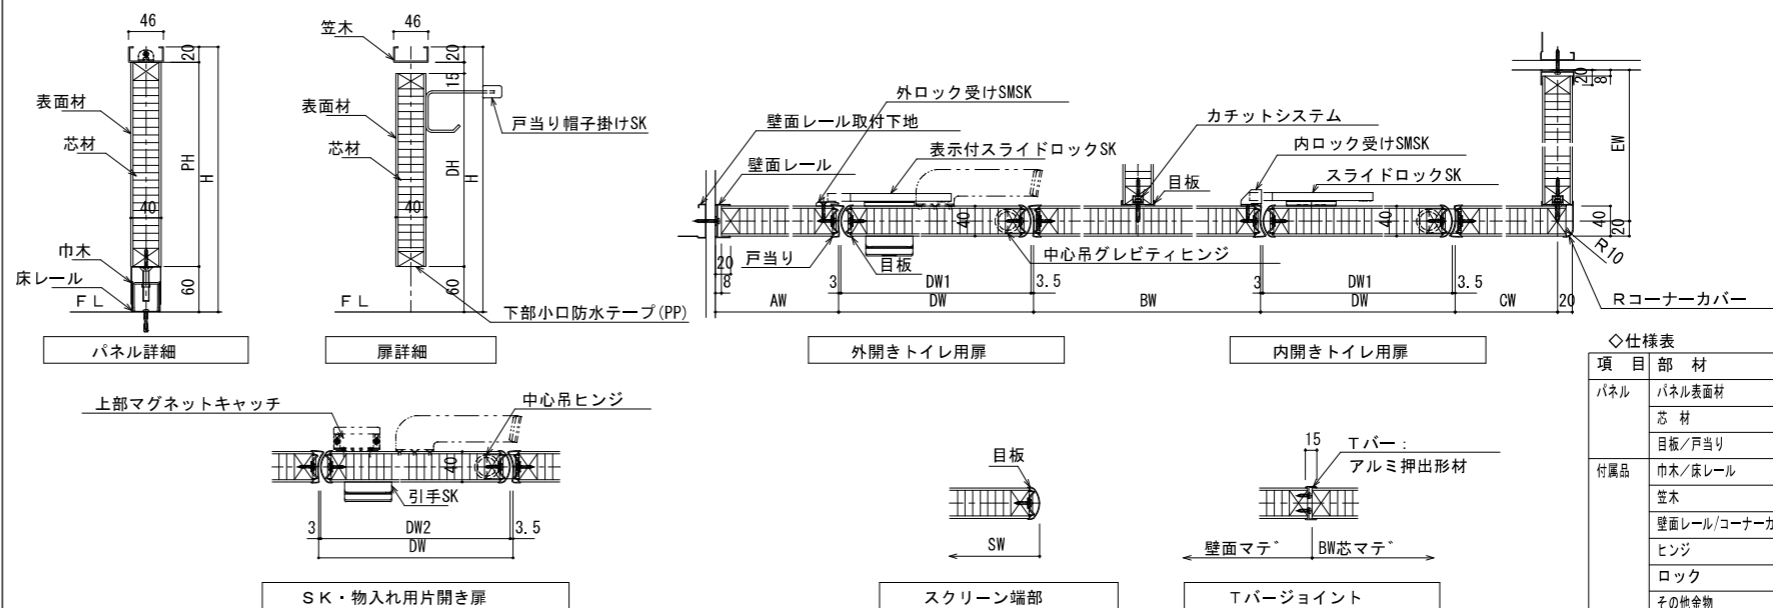 46
20
表面材
芯材
PH
H
40
巾木
床レール
FL
60
パネル詳細
46
笠木
20
15
表面材
芯材
戸当り帽子掛けSK
DH
H
40
60
FL
下部小口防水テープ(PP)
扉詳細
外ロック受けSMSK
壁面レール取付下地
壁面レール
表示付スライドロックSK
カチットシステム
内ロック受けSMSK
スライドロックSK
目板
40
40
戸当り
目板
中心吊グレビティヒンジ
20
8
3
DW1
3.5
3
DW1
3.5
AW
DW
BW
DW
CW
20
20
8
EW
40
20
R10
Rコーナーカバー
外開きトイレ用扉
内開きトイレ用扉
上部マグネットキャッチ
中心吊ヒンジ
40
引手SK
3
DW2
3.5
DW
SK・物入れ用片開き扉
目板
SW
スクリーン端部
15
Tバー:
アルミ押出形材
壁面マデ
BW芯マデ
Tバージョイント
◇仕様表
項 目 部 材
パネル パネル表面材
芯 材
目板/戸当り
付属品 巾木/床レール
笠木
壁面レール/コーナーカ
ヒンジ
ロック
その他金物